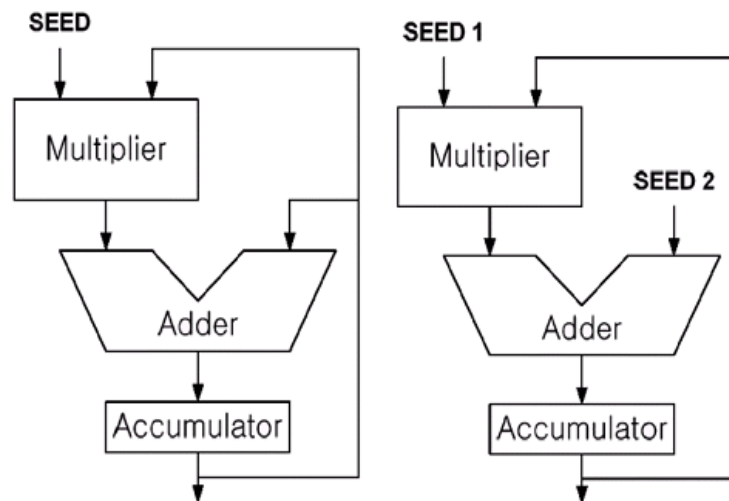 SEED
Multiplier
Adder
Accumulator
SEED 1
Multiplier
SEED 2
Adder
Accumulator